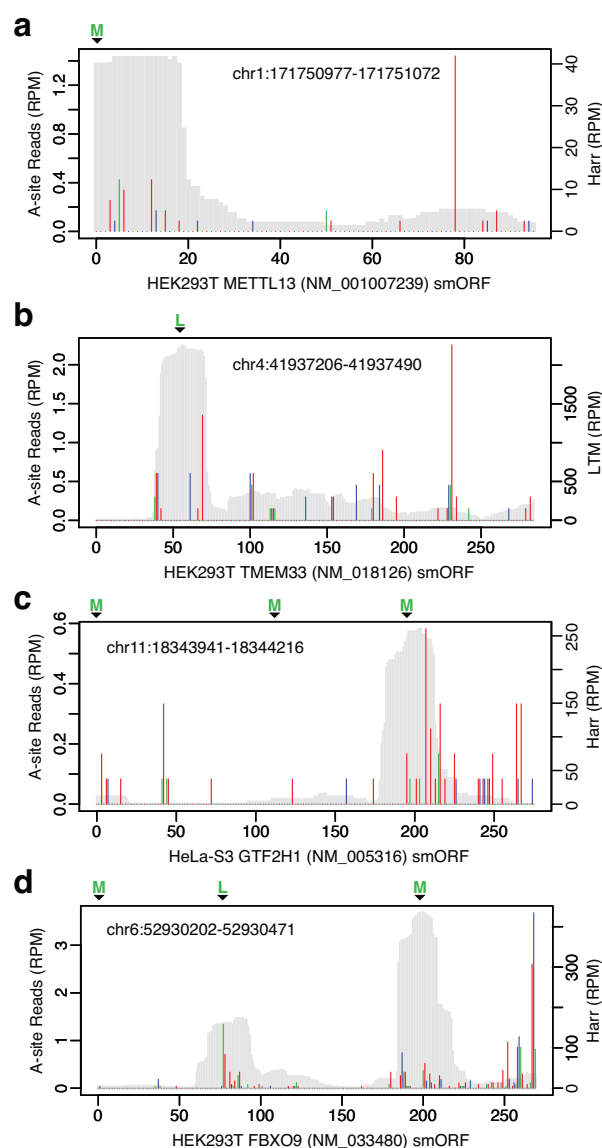 a
M
chr1:171750977-171751072
A-site Reads (RPM)
0.0 0.4 0.8 1.2
Harr (RPM)
0 10 20 30 40
0 20 40 60 80
HEK293T METTL13 (NM_001007239) smORF
b
L
chr4:41937206-41937490
A-site Reads (RPM)
0.0 0.5 1.0 1.5 2.0
LTM (RPM)
0 500 1500
0 50 100 150 200 250
HEK293T TMEM33 (NM_018126) smORF
c
M M M
chr11:18343941-18344216
A-site Reads (RPM)
0.0 0.2 0.4 0.6
Harr (RPM)
0 50 150 250
0 50 100 150 200 250
HeLa-S3 GTF2H1 (NM_005316) smORF
d
M L M
chr6:52930202-52930471
A-site Reads (RPM)
0 1 2 3
Harr (RPM)
0 100 300
0 50 100 150 200 250
HEK293T FBXO9 (NM_033480) smORF